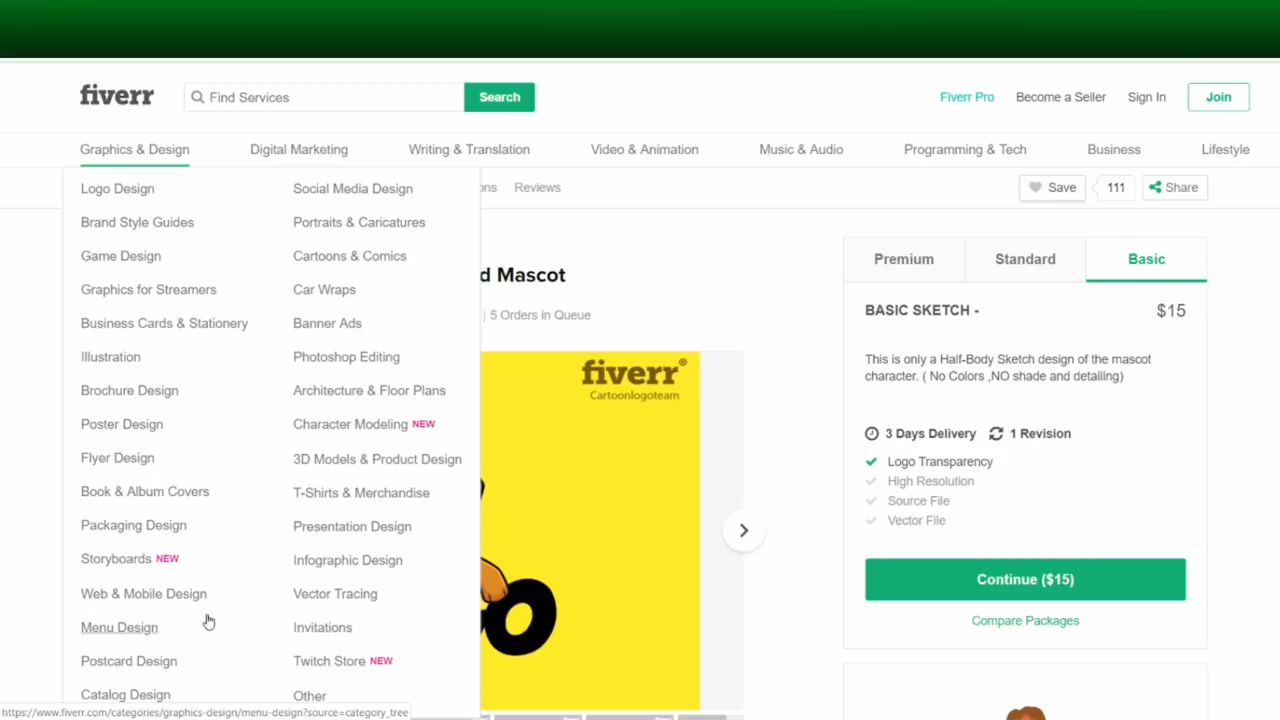 fiverr
Find Services
Search
Fiverr Pro
Become a Seller
Sign In
Join
Graphics & Design
Digital Marketing
Writing & Translation
Video & Animation
Music & Audio
Programming & Tech
Business
Lifestyle
Logo Design
Brand Style Guides
Game Design
Graphics for Streamers
Business Cards & Stationery
Illustration
Brochure Design
Poster Design
Flyer Design
Book & Album Covers
Packaging Design
Storyboards NEW
Web & Mobile Design
Menu Design
Postcard Design
Catalog Design
Social Media Design
Portraits & Caricatures
Cartoons & Comics
Car Wraps
Banner Ads
Photoshop Editing
Architecture & Floor Plans
Character Modeling NEW
3D Models & Product Design
T-Shirts & Merchandise
Presentation Design
Infographic Design
Vector Tracing
Invitations
Twitch Store NEW
Other
ons
Reviews
Save
111
Share
d Mascot
| 5 Orders in Queue
fiverr®
Cartoonlogoteam
Premium
Standard
Basic
BASIC SKETCH -
$15
This is only a Half-Body Sketch design of the mascot
character. ( No Colors ,NO shade and detailing)
3 Days Delivery
1 Revision
Logo Transparency
High Resolution
Source File
Vector File
Continue ($15)
Compare Packages
https://www.fiverr.com/categories/graphics-design/menu-design?source=category_tree